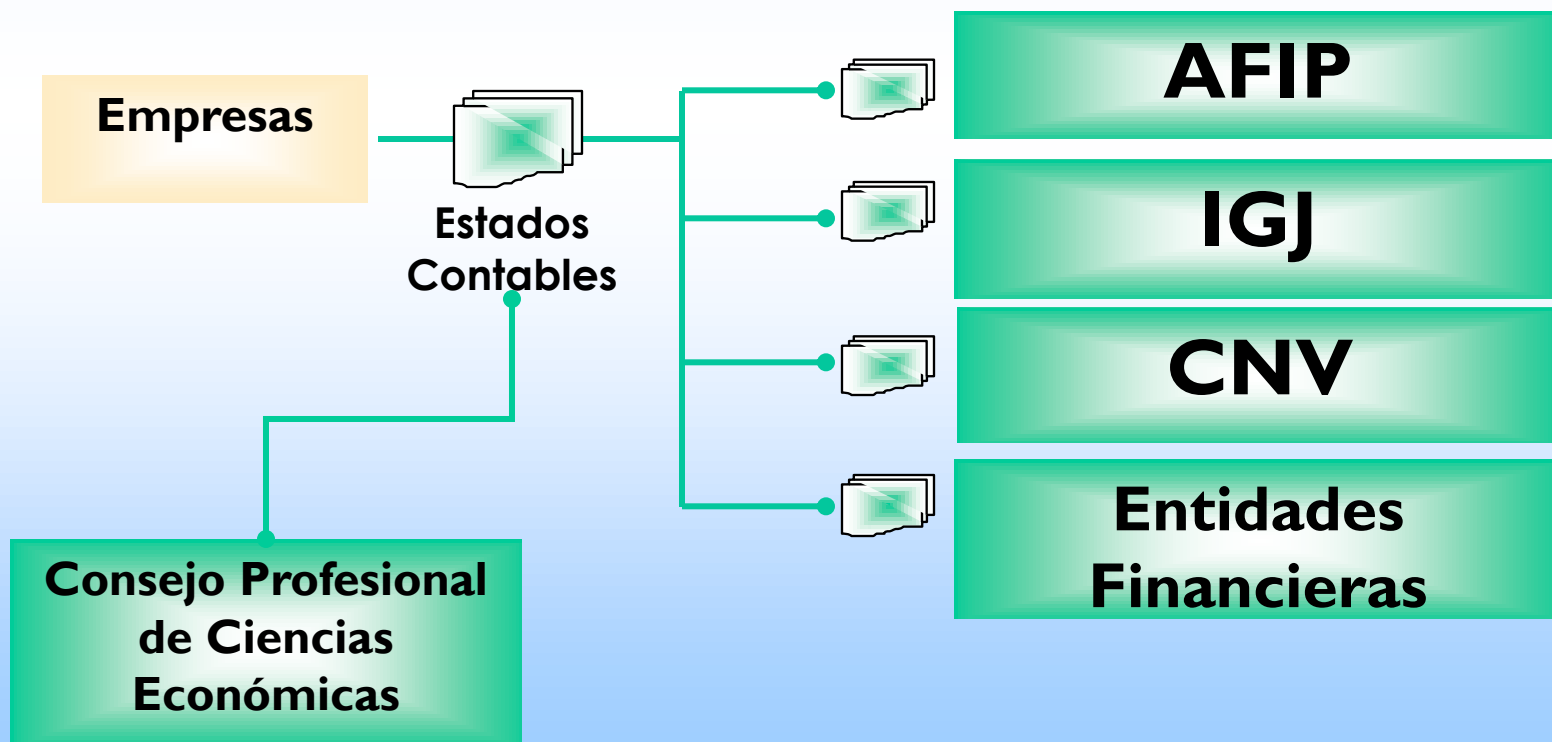 Empresas
Estados
Contables
Consejo Profesional
de Ciencias
Económicas
AFIP
IGJ
CNV
Entidades
Financieras